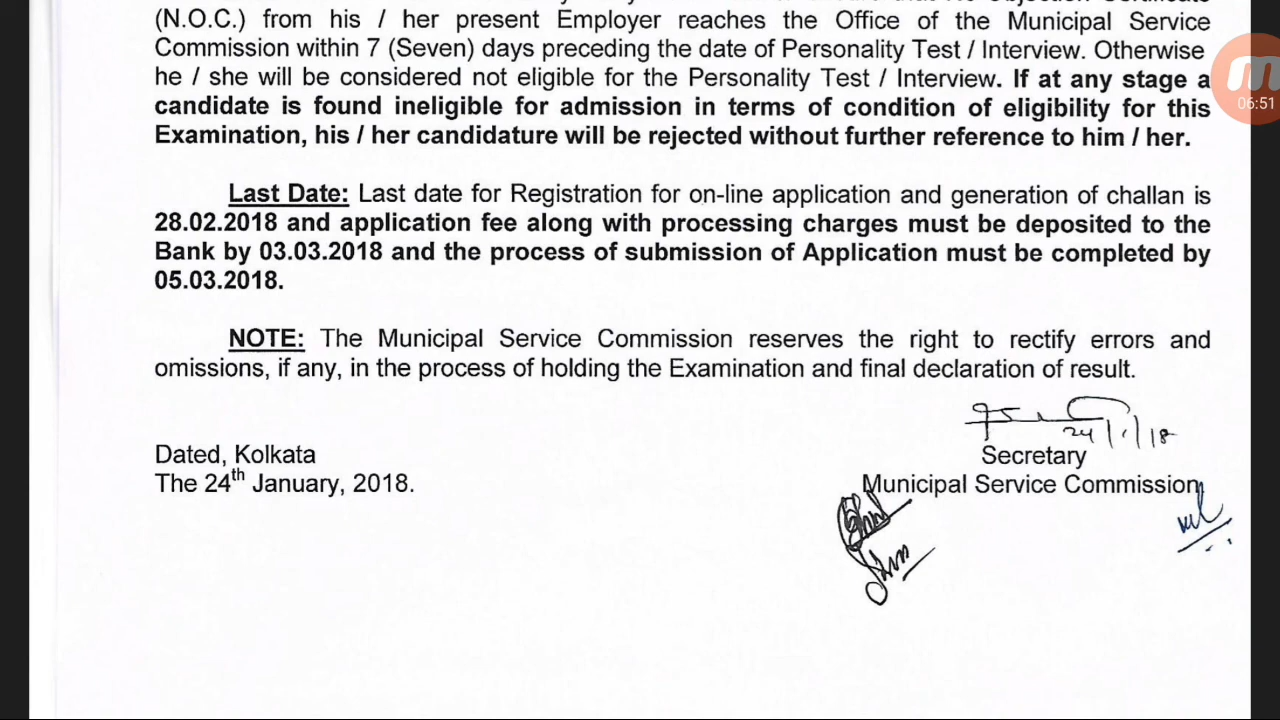 (N.O.C.) from his / her present Employer reaches the Office of the Municipal Service
Commission within 7 (Seven) days preceding the date of Personality Test / Interview. Otherwise
he / she will be considered not eligible for the Personality Test / Interview. If at any stage a
candidate is found ineligible for admission in terms of condition of eligibility for this
Examination, his / her candidature will be rejected without further reference to him / her.
Last Date: Last date for Registration for on-line application and generation of challan is
28.02.2018 and application fee along with processing charges must be deposited to the
Bank by 03.03.2018 and the process of submission of Application must be completed by
05.03.2018.
NOTE: The Municipal Service Commission reserves the right to rectify errors and
omissions, if any, in the process of holding the Examination and final declaration of result.
24/1/18
Dated, Kolkata
The 24th January, 2018.
Secretary
Municipal Service Commission
06:51